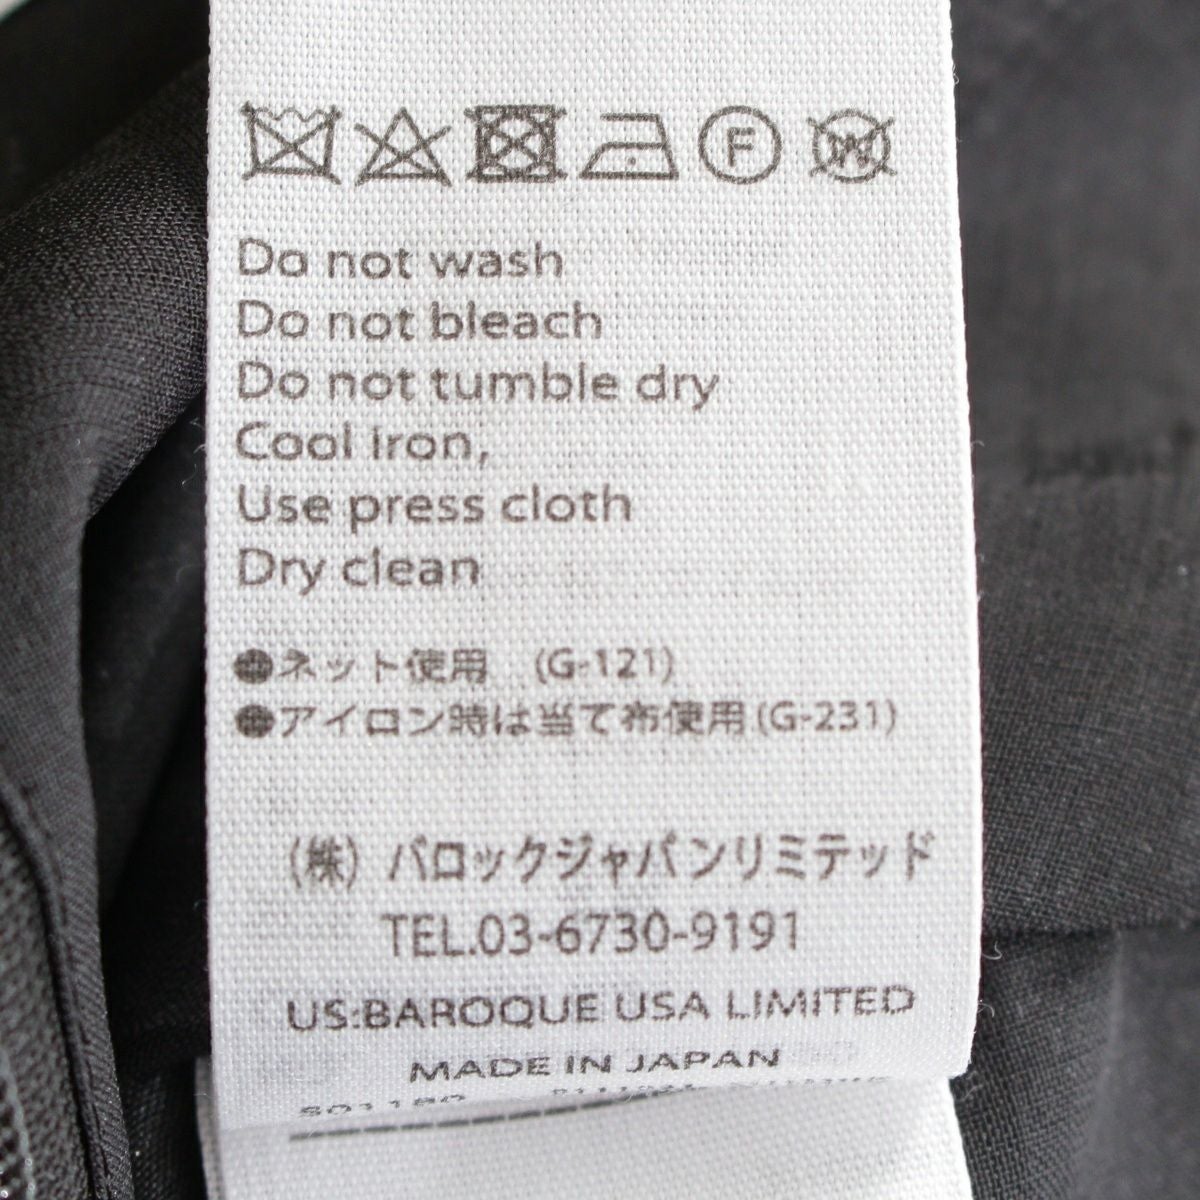 F W
Do not wash
Do not bleach
Do not tumble dry
Cool iron,
Use press cloth
Dry clean
●ネット使用 (G-121)
●アイロン時は当て布使用(G-231)
(株) バロックジャパンリミテッド
TEL.03-6730-9191
US:BAROQUE USA LIMITED
MADE IN JAPAN